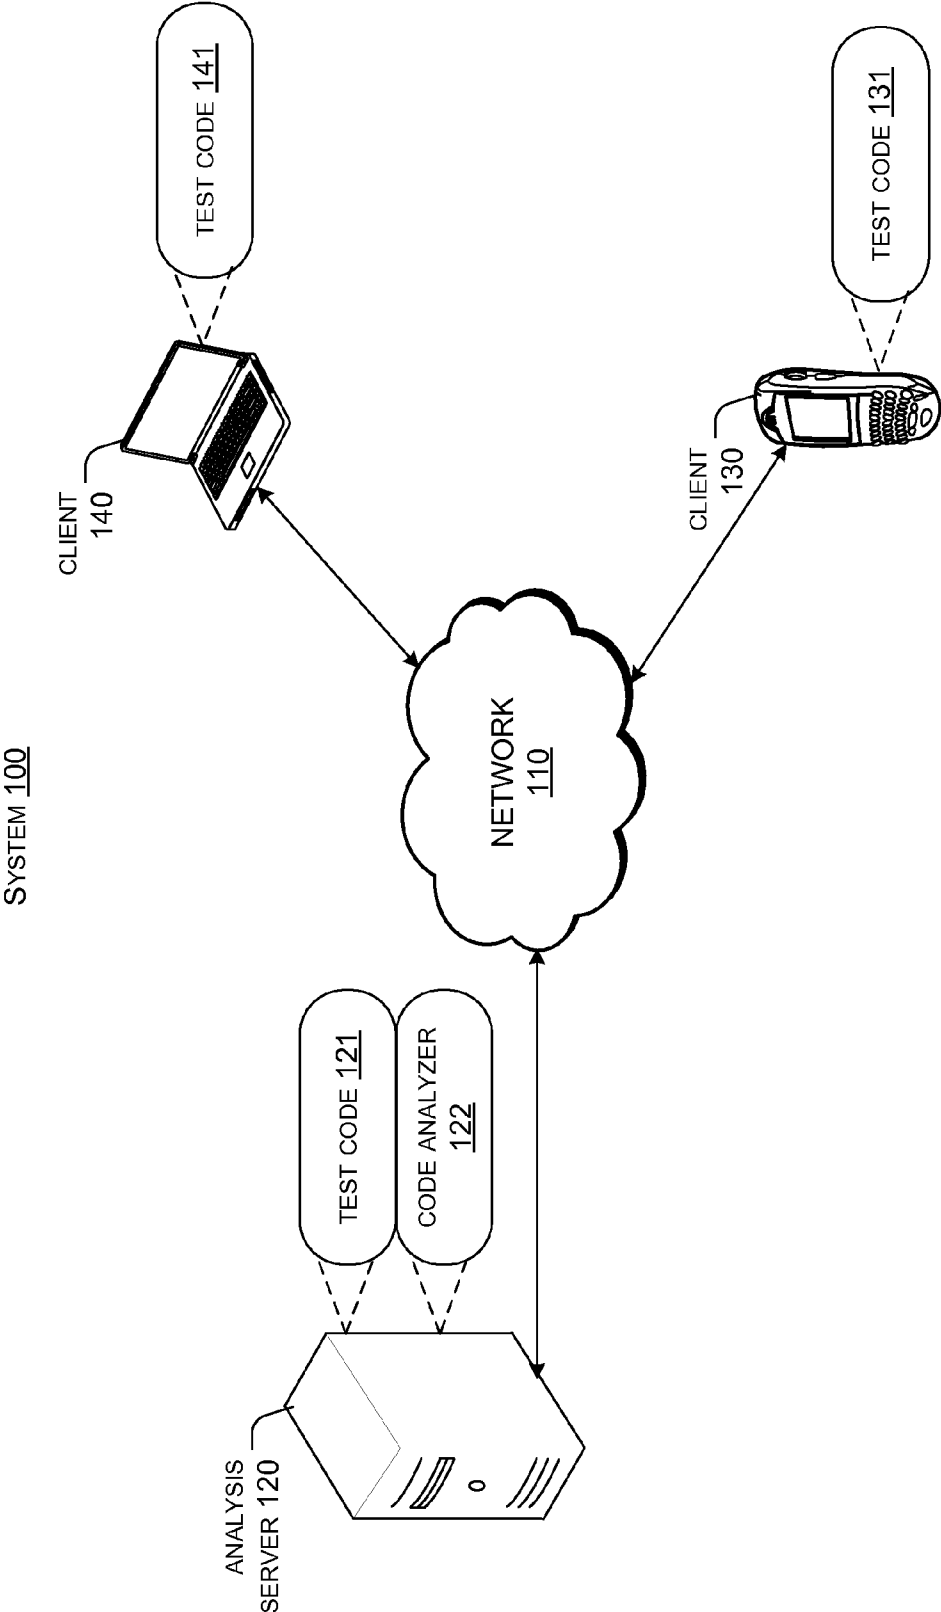 SYSTEM 100
ANALYSIS
SERVER 120
TEST CODE 121
CODE ANALYZER
122
NETWORK
110
CLIENT
140
TEST CODE 141
CLIENT
130
TEST CODE 131